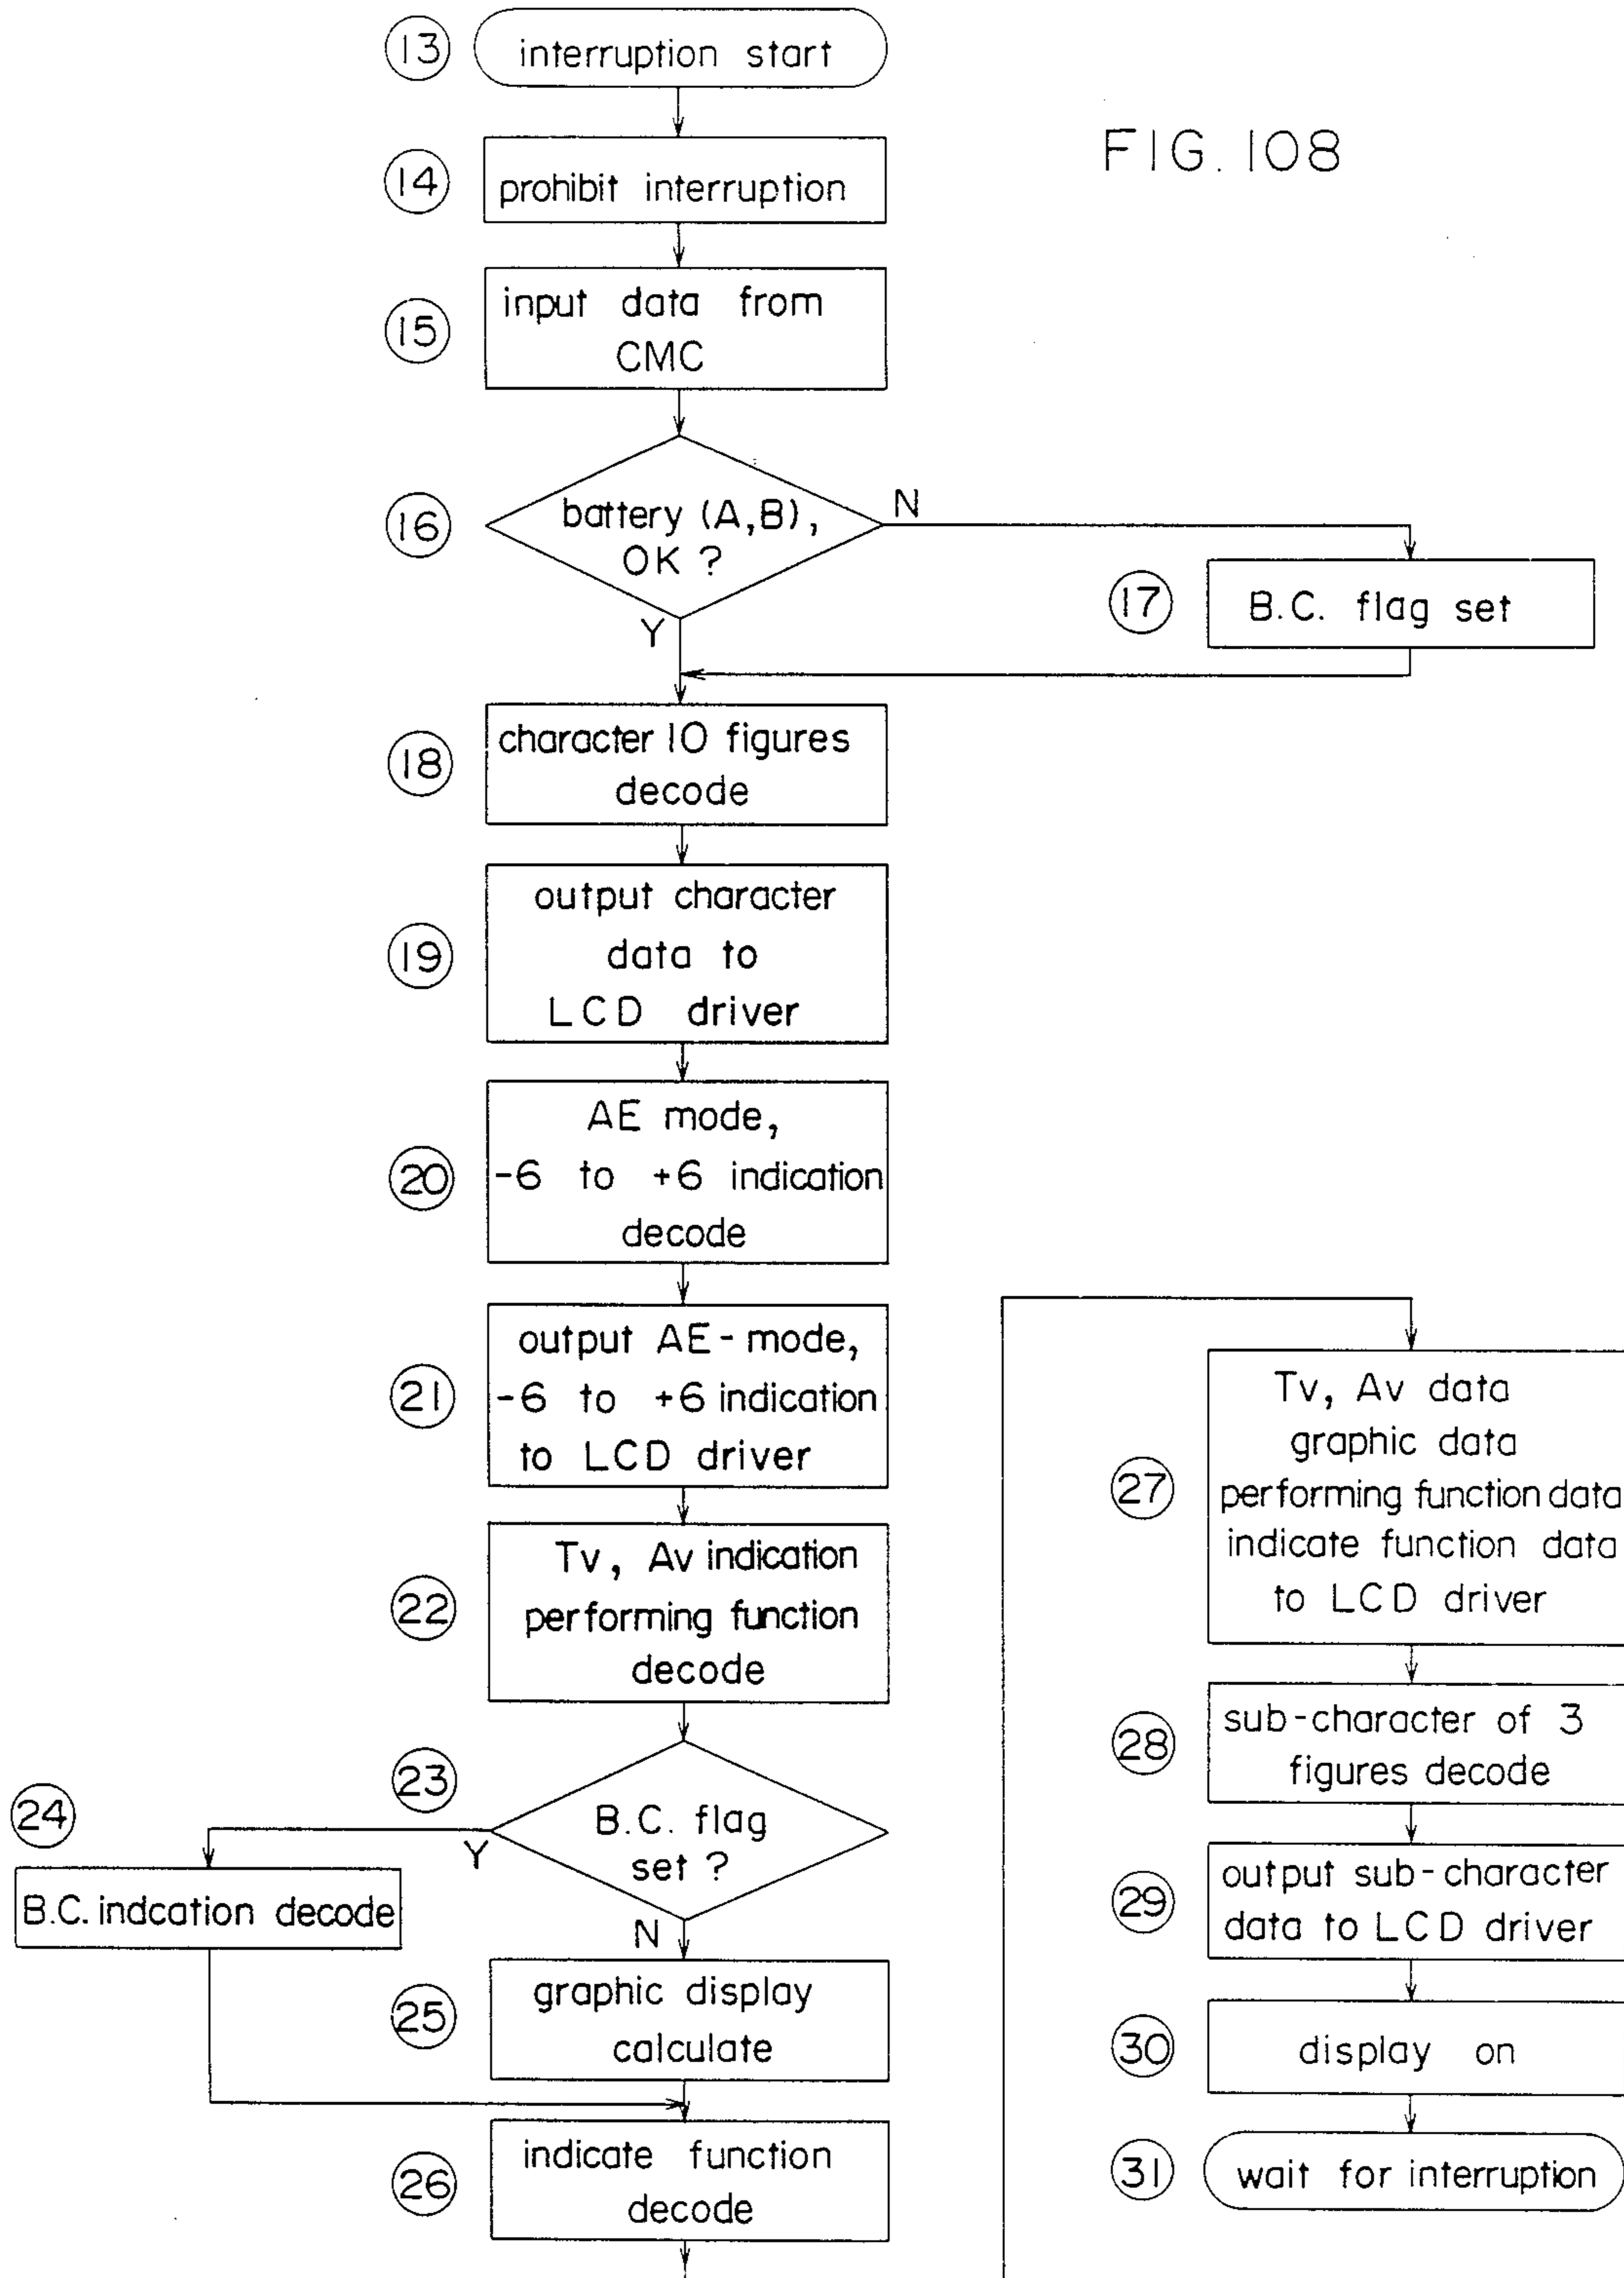 FIG. 108
13 interruption start
14 prohibit interruption
15 input data from
CMC
16 battery (A,B),
OK ?
N
Y
17 B.C. flag set
18 character 10 figures
decode
19 output character
data to
LCD driver
20 AE mode,
-6 to +6 indication
decode
21 output AE-mode,
-6 to +6 indication
to LCD driver
22 Tv, Av indication
performing function
decode
23 B.C. flag
set ?
Y
N
24 B.C. indcation decode
25 graphic display
calculate
26 indicate function
decode
27 Tv, Av data
graphic data
performing function data
indicate function data
to LCD driver
28 sub-character of 3
figures decode
29 output sub-character
data to LCD driver
30 display on
31 wait for interruption